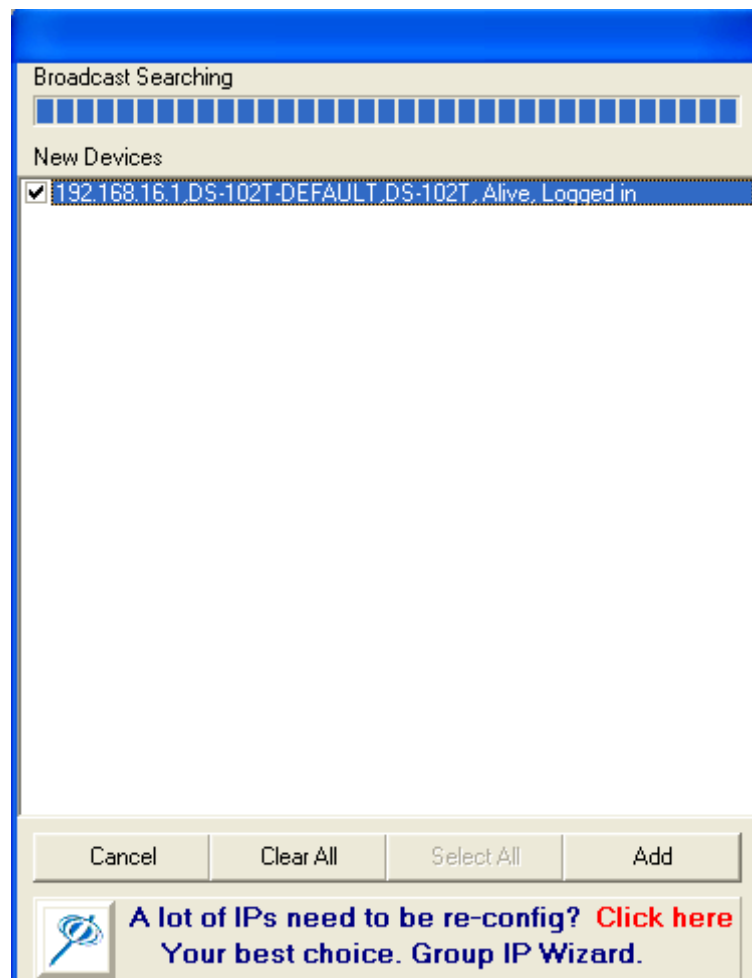 Broadcast Searching
New Devices
192.168.16.1,DS-102T-DEFAULT,DS-102T, Alive, Logged in
Cancel Clear All Select All Add
A lot of IPs need to be re-config? Click here
Your best choice. Group IP Wizard.